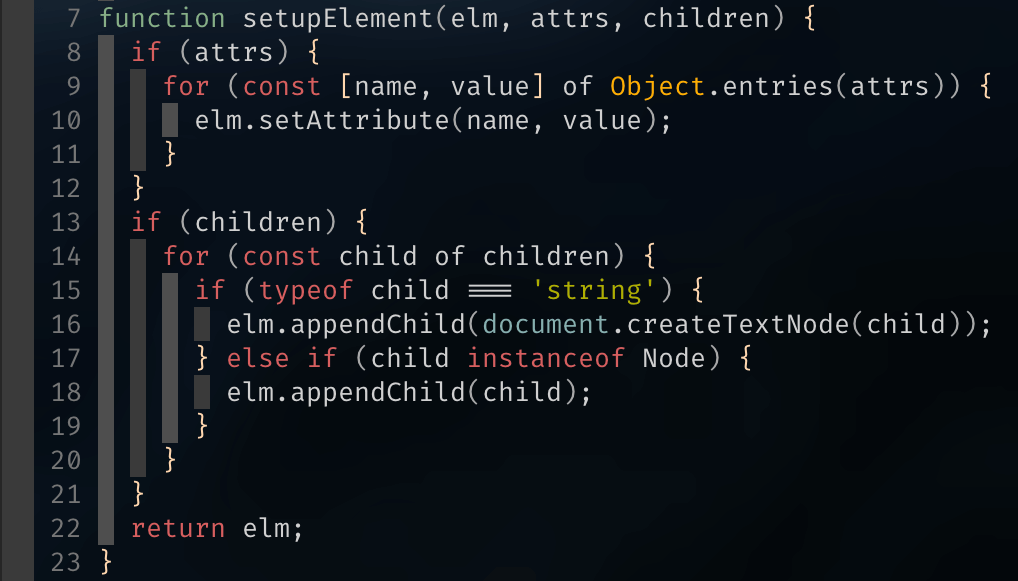 7 function setupElement(elm, attrs, children) {
8   if (attrs) {
9     for (const [name, value] of Object.entries(attrs)) {
10       elm.setAttribute(name, value);
11     }
12   }
13   if (children) {
14     for (const child of children) {
15       if (typeof child === 'string') {
16         elm.appendChild(document.createTextNode(child));
17       } else if (child instanceof Node) {
18         elm.appendChild(child);
19       }
20     }
21   }
22   return elm;
23 }